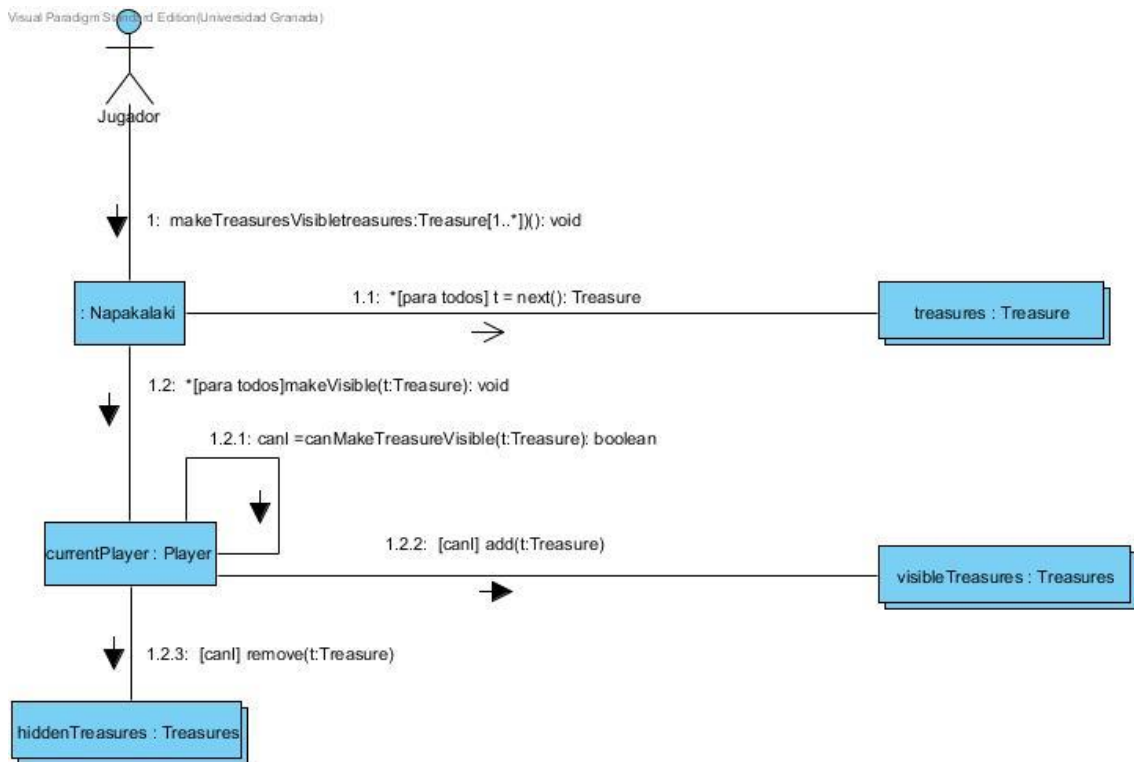 Visual Paradigm Standard Edition(Universidad Granada)
Jugador
1: makeTreasuresVisibletreasures:Treasure[1..*])(): void
1.1: *[para todos] t = next(): Treasure
: Napakalaki
treasures : Treasure
1.2: *[para todos]makeVisible(t:Treasure): void
1.2.1: canI =canMakeTreasureVisible(t:Treasure): boolean
1.2.2: [canI] add(t:Treasure)
currentPlayer : Player
visibleTreasures : Treasures
1.2.3: [canI] remove(t:Treasure)
hiddenTreasures : Treasures